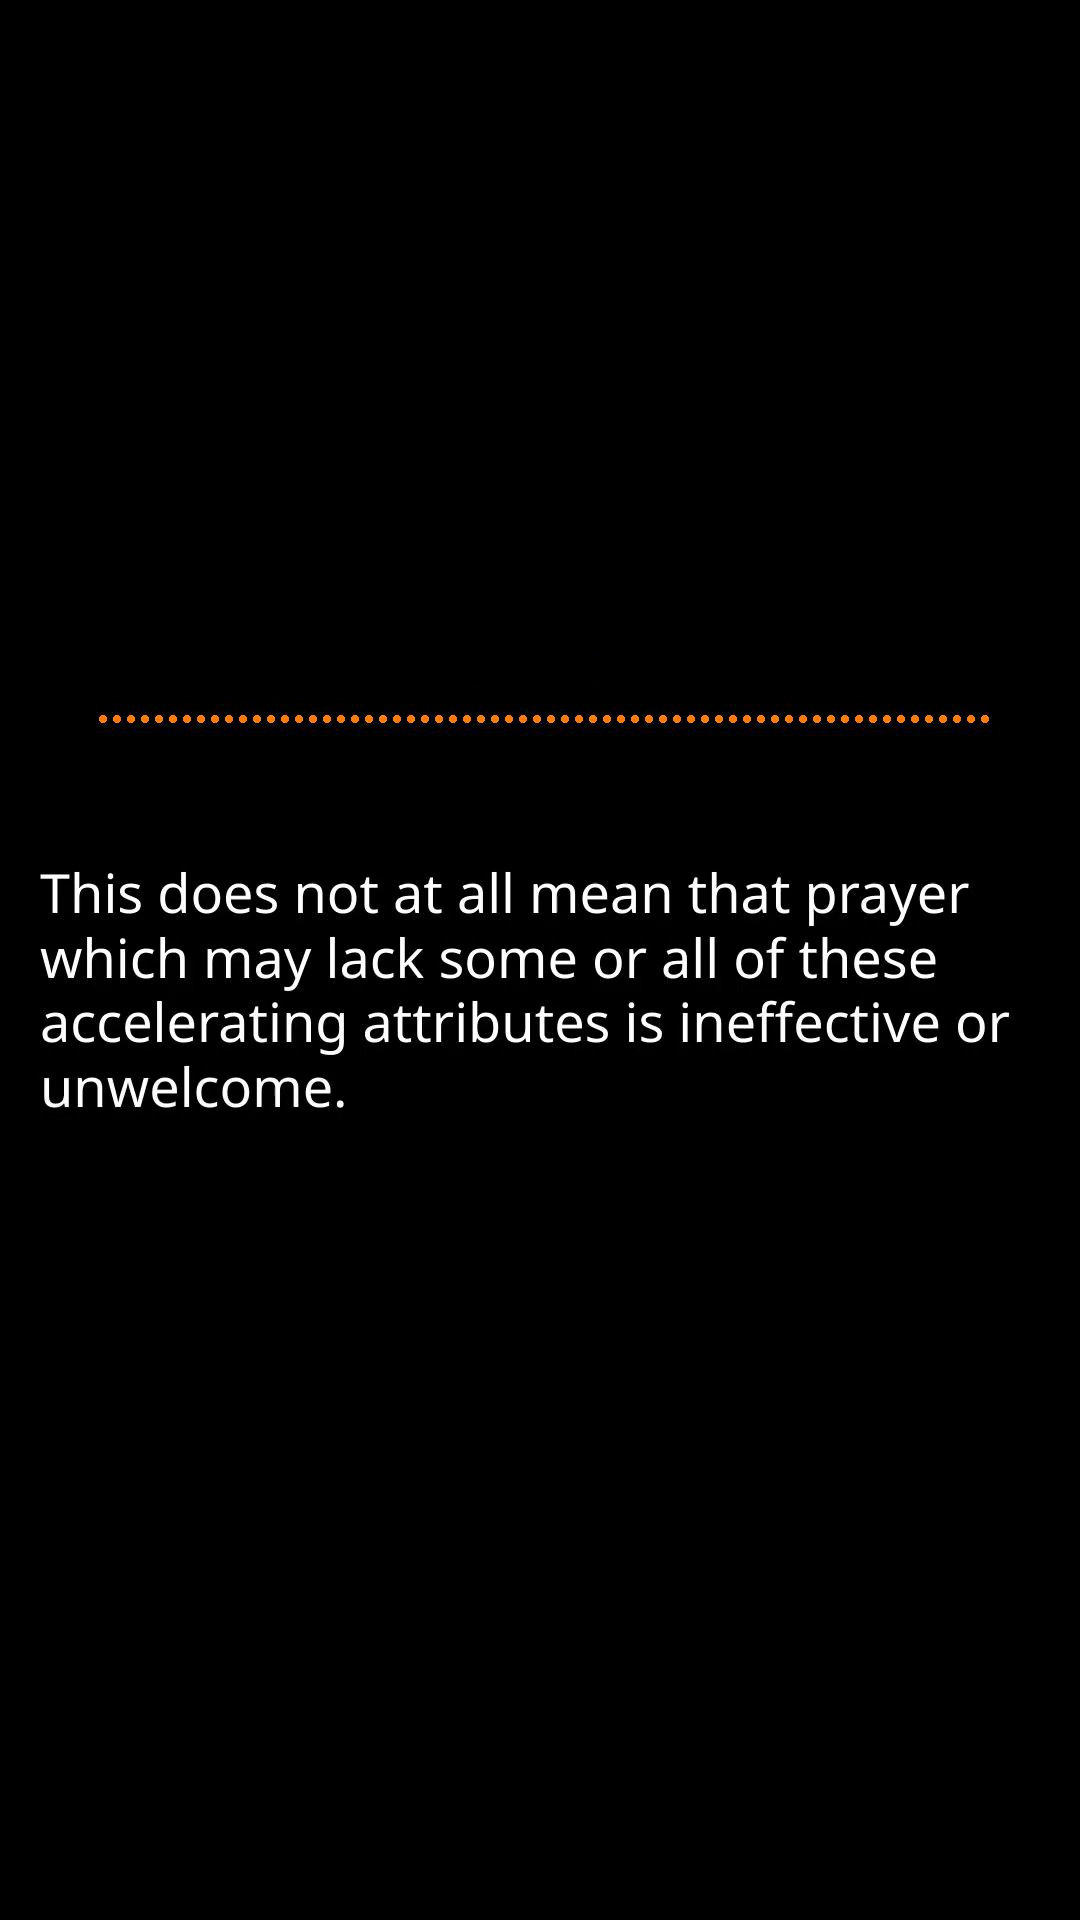 This does not at all mean that prayer
which may lack some or all of these
accelerating attributes is ineffective or
unwelcome.